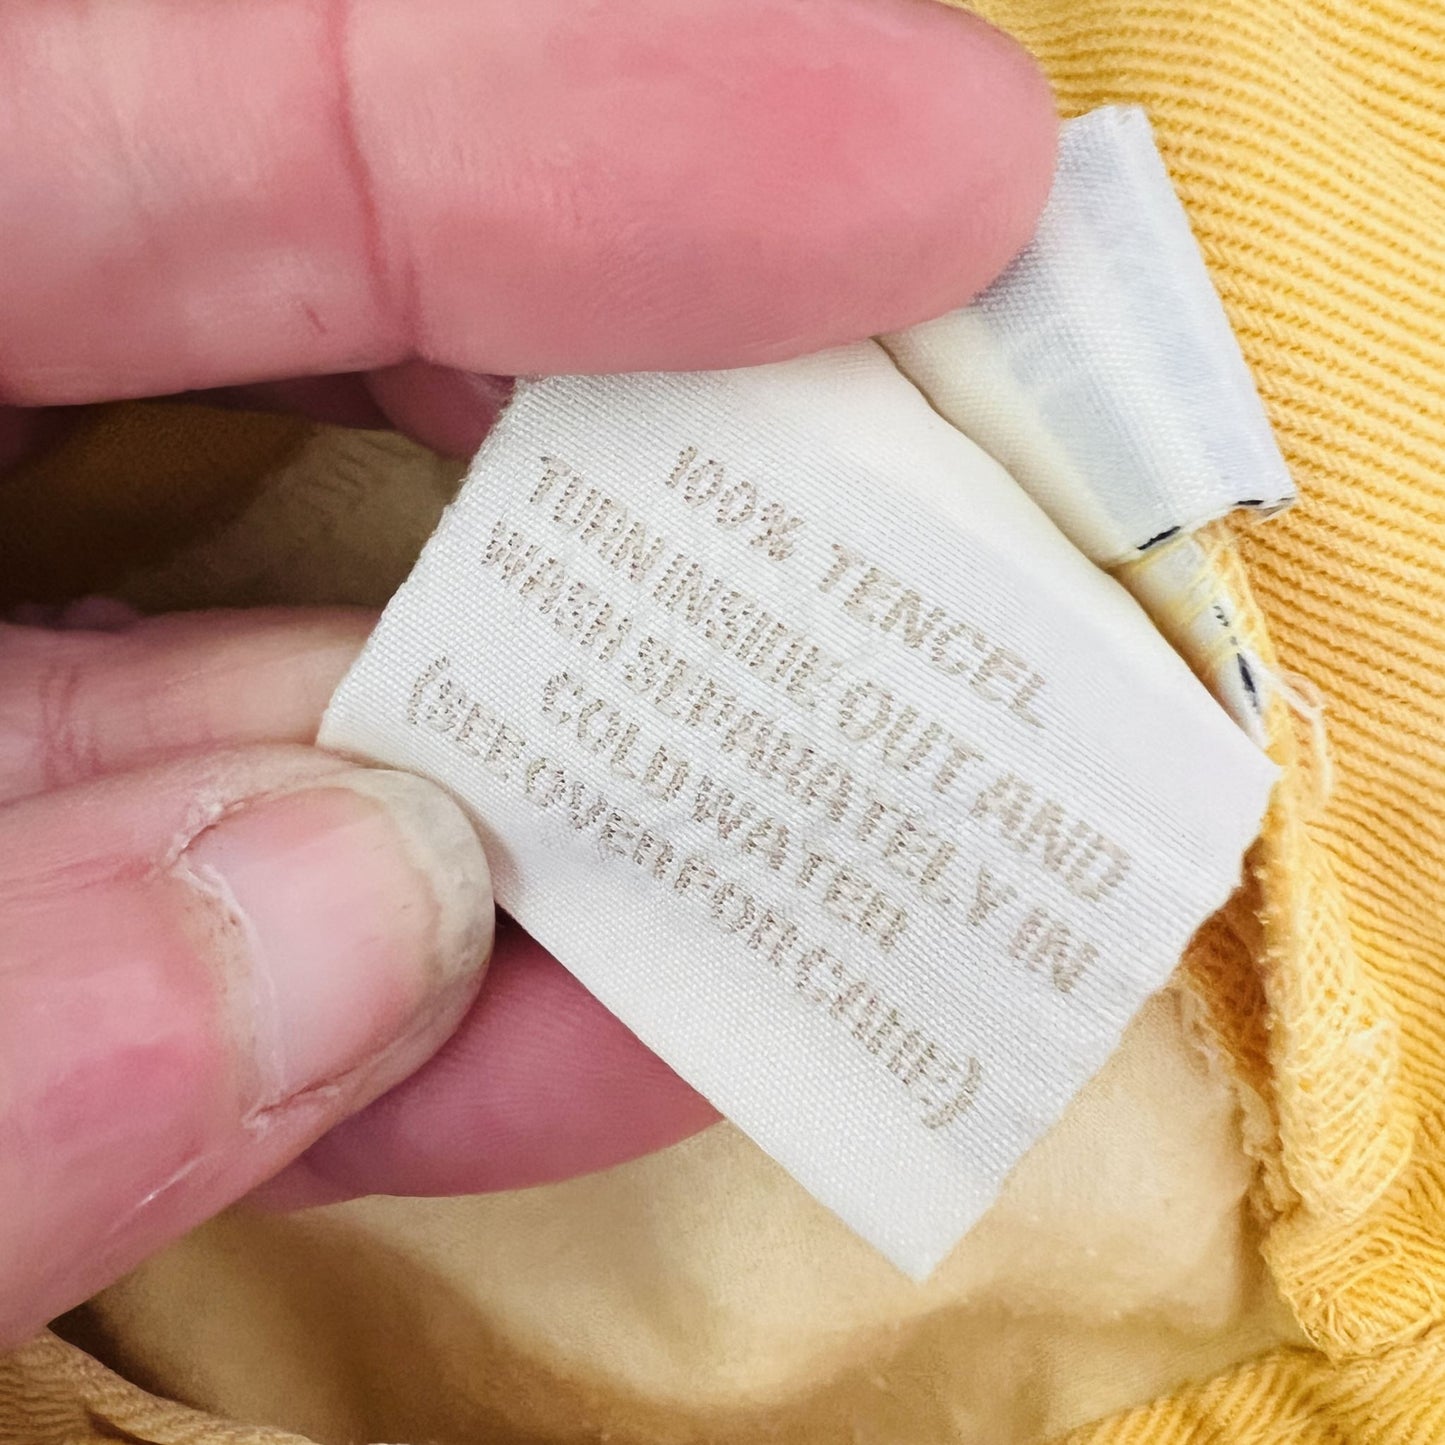 100% TENCEL
TURN INSIDE OUT AND
WASH SEPARATELY IN
COLD WATER
(SEE OVER FOR CARE)